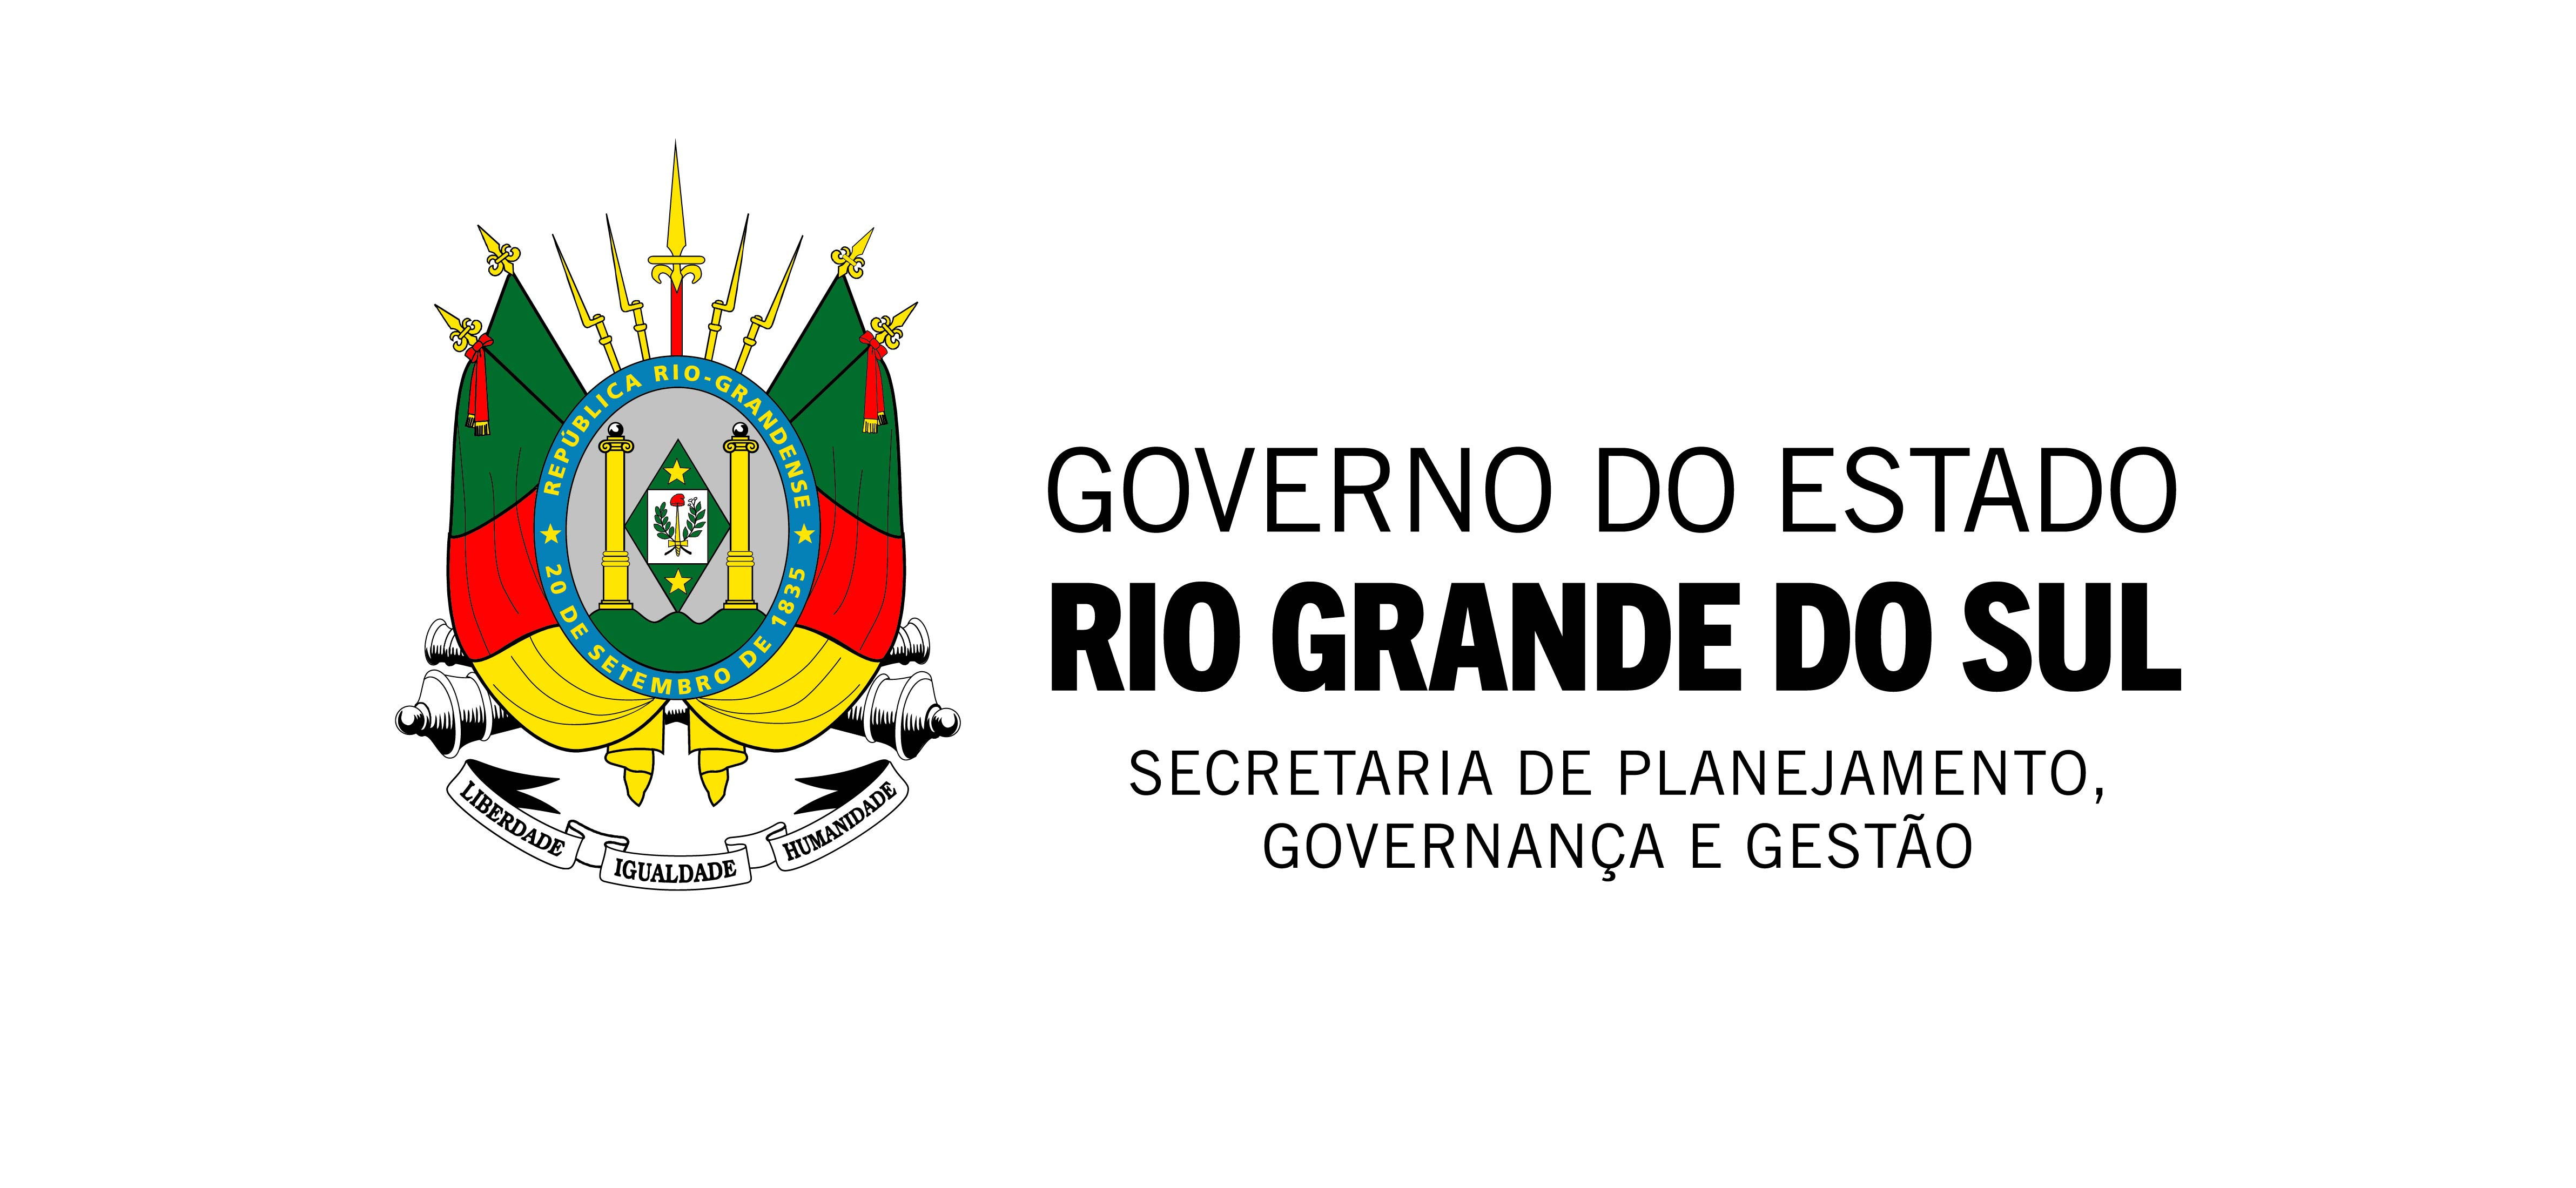 REPÚBLICA RIO-GRANDENSE
20 DE SETEMBRO DE 1835
LIBERDADE IGUALDADE HUMANIDADE
GOVERNO DO ESTADO
RIO GRANDE DO SUL
SECRETARIA DE PLANEJAMENTO,
GOVERNANÇA E GESTÃO